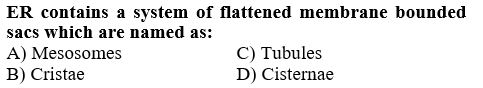 ER contains a system of flattened membrane bounded
sacs which are named as:
A) Mesosomes C) Tubules
B) Cristae D) Cisternae